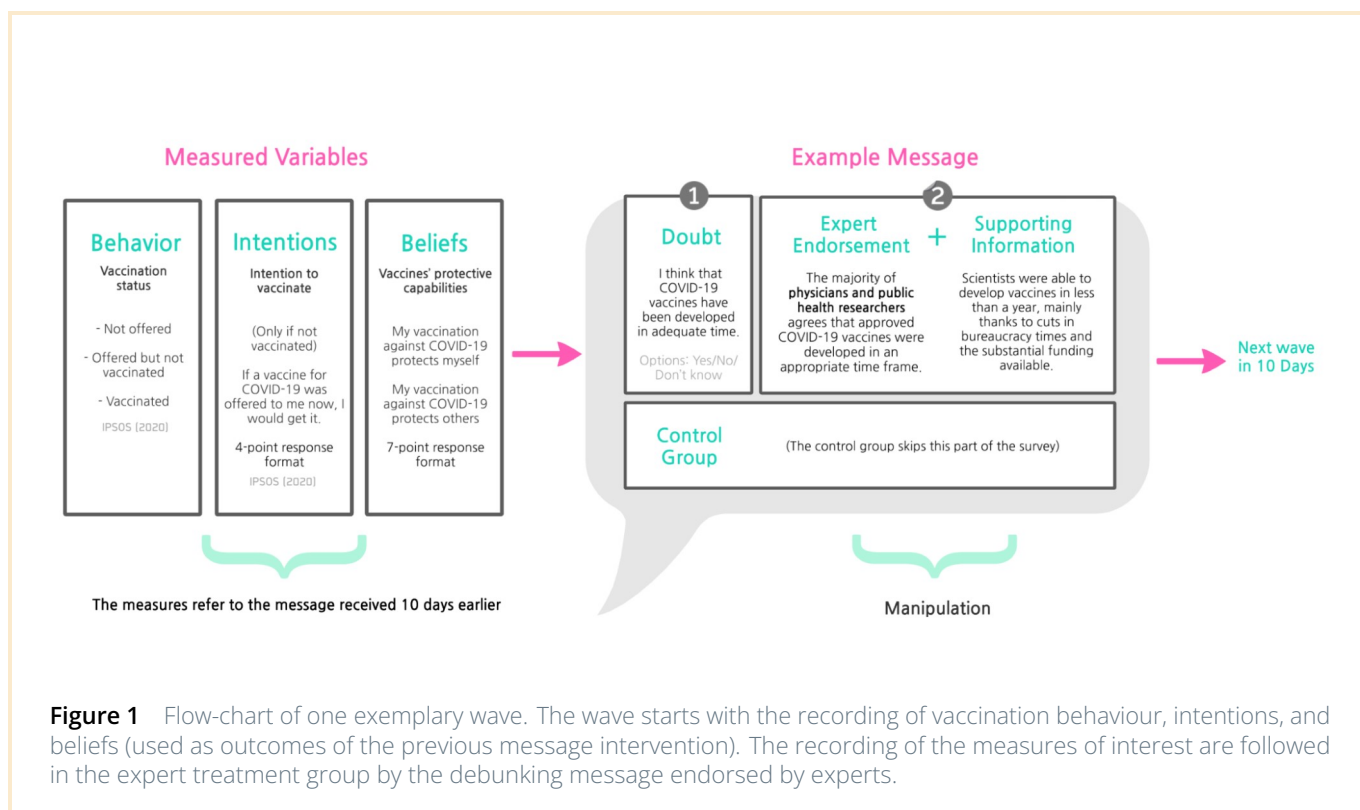 Measured Variables
Behavior
Vaccination
status
- Not offered
- Offered but not
vaccinated
- Vaccinated
IPSOS (2020)
Intentions
Intention to
vaccinate
(Only if not
vaccinated)
If a vaccine for
COVID-19 was
offered to me now, I
would get it.
4-point response
format
IPSOS (2020)
Beliefs
Vaccines' protective
capabilities
My vaccination
against COVID-19
protects myself
My vaccination
against COVID-19
protects others
7-point response
format
The measures refer to the message received 10 days earlier
Example Message
1
Doubt
I think that
COVID-19
vaccines have
been developed
in adequate time.
Options: Yes/No/
Don't know
2
Expert
Endorsement
The majority of
physicians and public
health researchers
agrees that approved
COVID-19 vaccines were
developed in an
appropriate time frame.
+
Supporting
Information
Scientists were able to
develop vaccines in less
than a year, mainly
thanks to cuts in
bureaucracy times and
the substantial funding
available.
Control
Group
(The control group skips this part of the survey)
Manipulation
Next wave
in 10 Days
Figure 1 Flow-chart of one exemplary wave. The wave starts with the recording of vaccination behaviour, intentions, and
beliefs (used as outcomes of the previous message intervention). The recording of the measures of interest are followed
in the expert treatment group by the debunking message endorsed by experts.